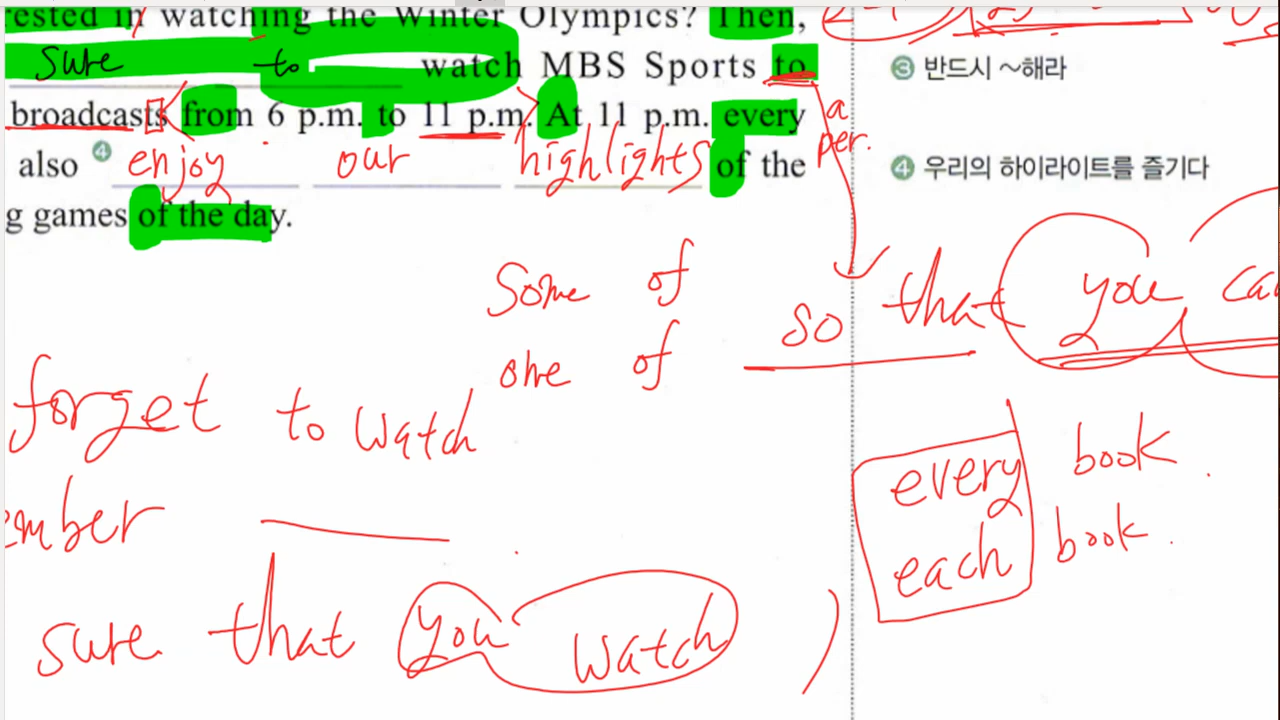 rested in watching the Winter Olympics? Then,
sure to watch MBS Sports to
broadcasts from 6 p.m. to 11 p.m. At 11 p.m. every
a
per.
also ④ enjoy our highlights of the
g games of the day.
③ 반드시 ~해라
④ 우리의 하이라이트를 즐기다
some of
so that you ca
one of
forget to watch
every book.
ember
each book.
sure that you watch )